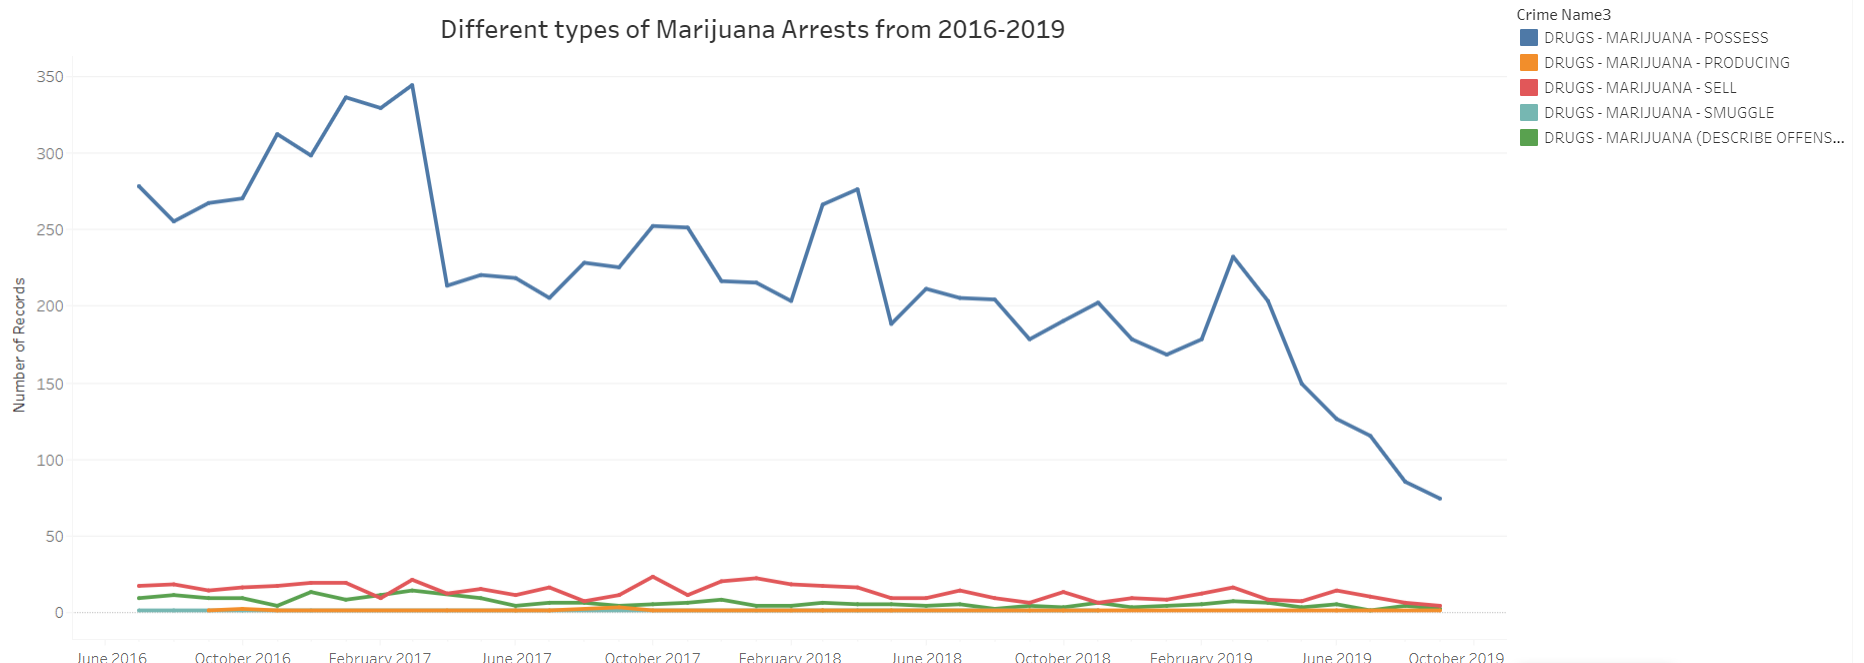 Different types of Marijuana Arrests from 2016-2019
Crime Name3
DRUGS - MARIJUANA - POSSESS
DRUGS - MARIJUANA - PRODUCING
DRUGS - MARIJUANA - SELL
DRUGS - MARIJUANA - SMUGGLE
DRUGS - MARIJUANA (DESCRIBE OFFENS...
Number of Records
350
300
250
200
150
100
50
0
June 2016 October 2016 February 2017 June 2017 October 2017 February 2018 June 2018 October 2018 February 2019 June 2019 October 2019